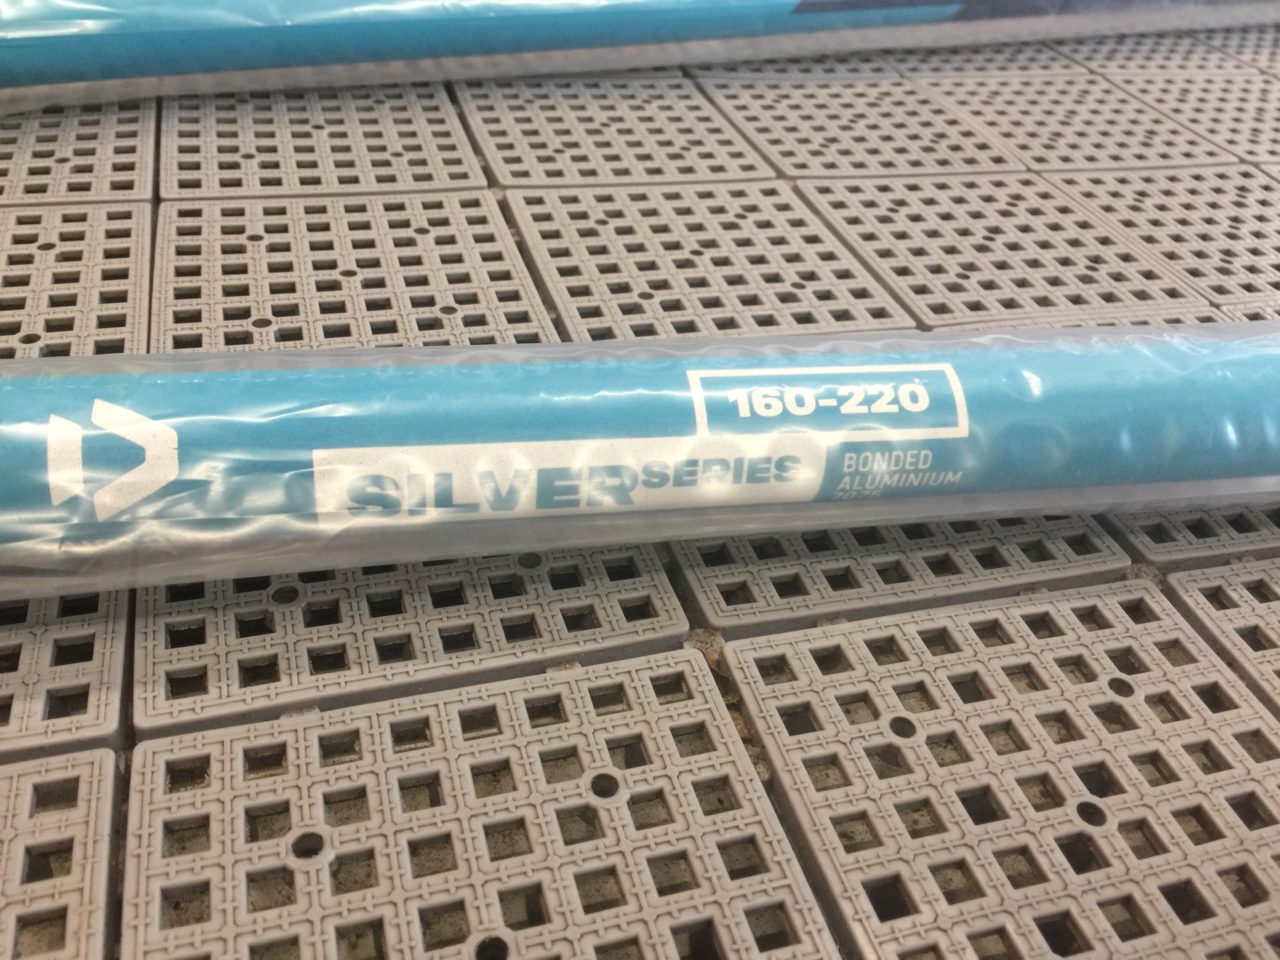 160-220
SILVER SERIES
BONDED
ALUMINIUM